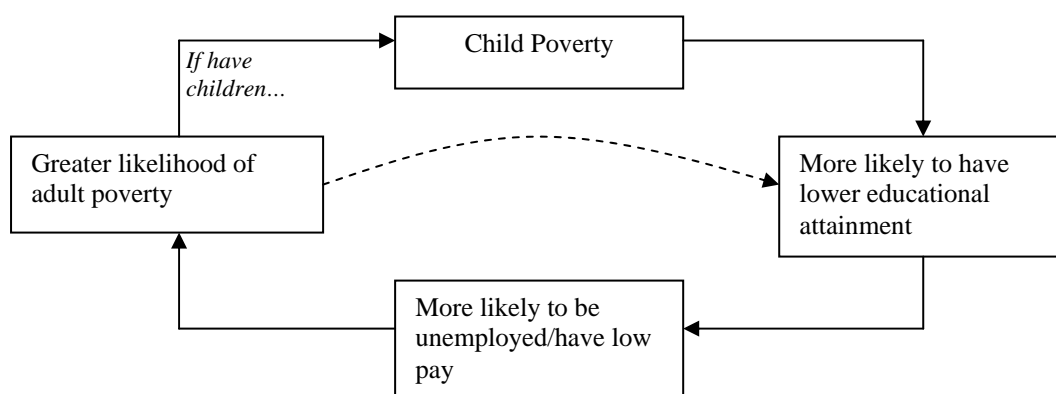 Child Poverty
If have
children…
Greater likelihood of
adult poverty
More likely to have
lower educational
attainment
More likely to be
unemployed/have low
pay